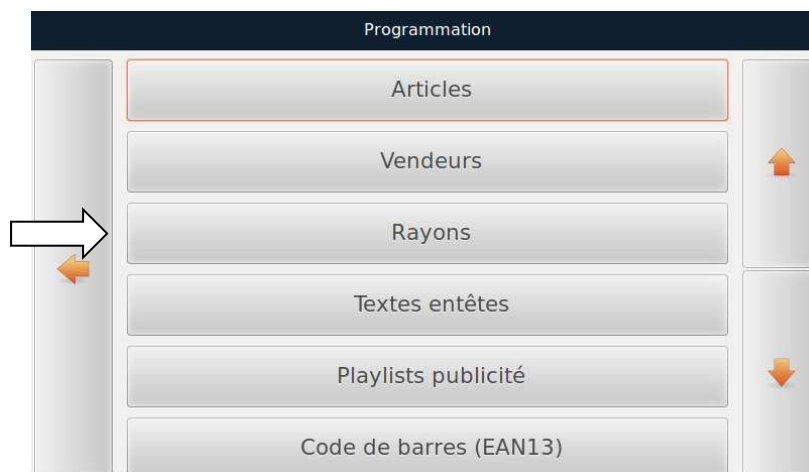 Programmation
Articles
Vendeurs
Rayons
Textes entêtes
Playlists publicité
Code de barres (EAN13)